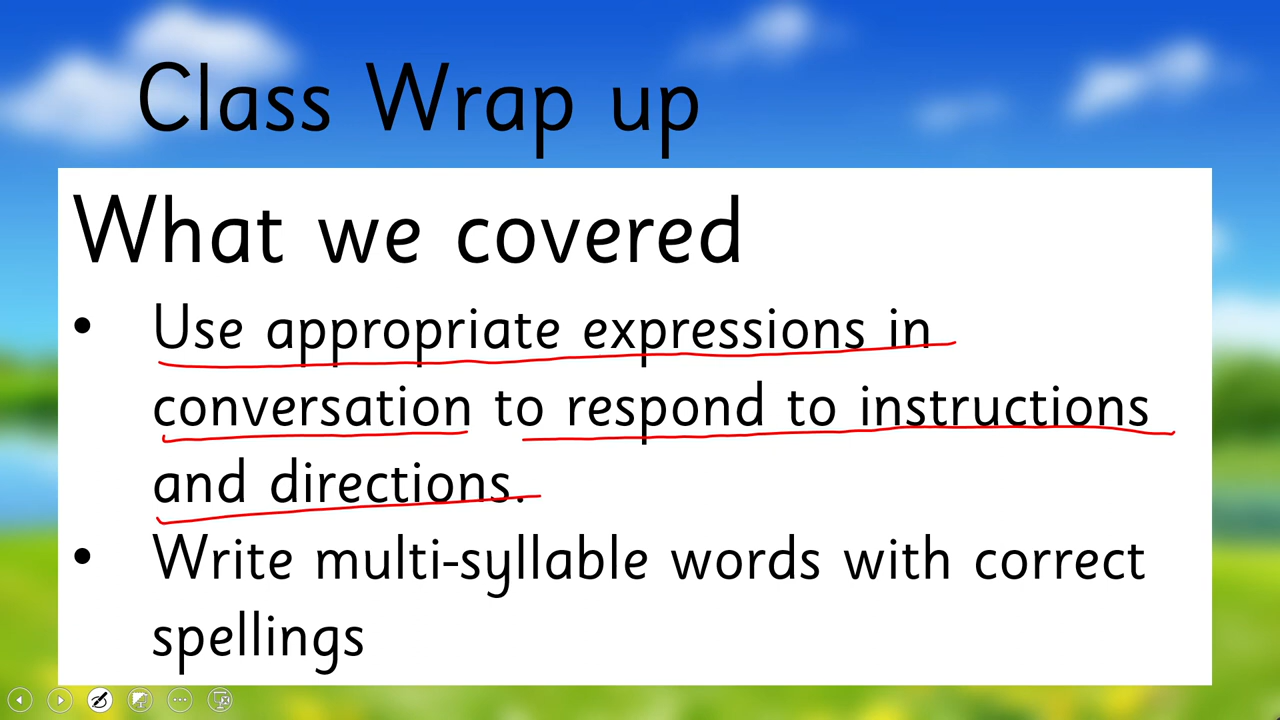 Class Wrap up
What we covered
• Use appropriate expressions in
conversation to respond to instructions
and directions.
• Write multi-syllable words with correct
spellings